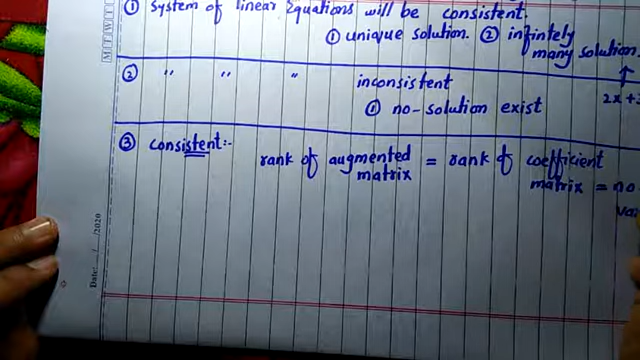 ① System of linear Equations will be consistent.
① unique solution. ② infintely
many solution.
② " " " inconsistent
① no-solution exist
2x +
③ consistent:-
rank of augmented = rank of coefficient
matrix
matrix = no
Date: / /2020
M T W